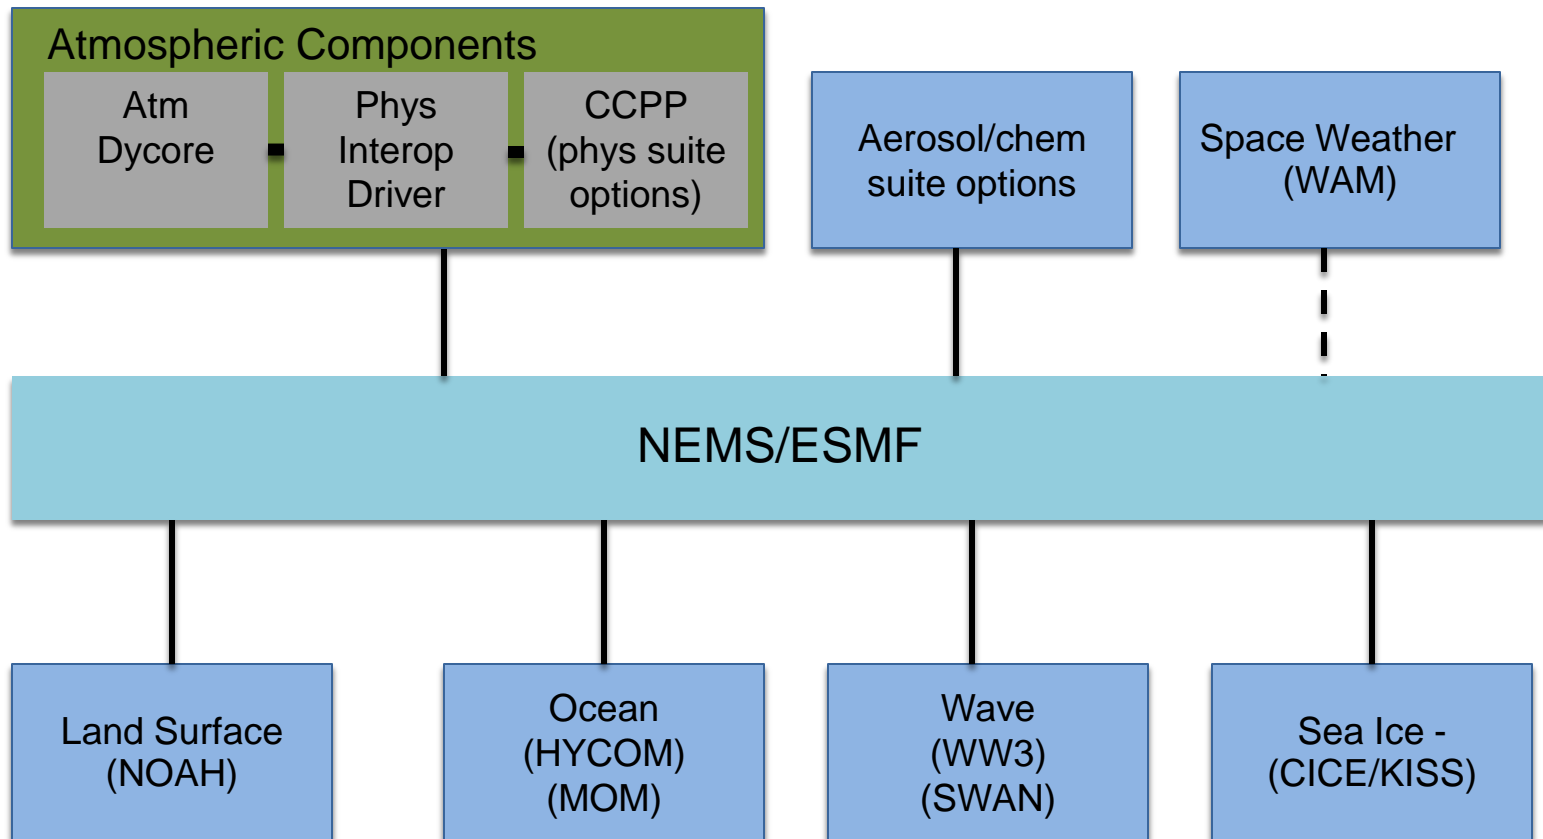 Atmospheric Components
Atm
Dycore
Phys
Interop
Driver
CCPP
(phys suite
options)
Aerosol/chem
suite options
Space Weather
(WAM)
NEMS/ESMF
Land Surface
(NOAH)
Ocean
(HYCOM)
(MOM)
Wave
(WW3)
(SWAN)
Sea Ice -
(CICE/KISS)